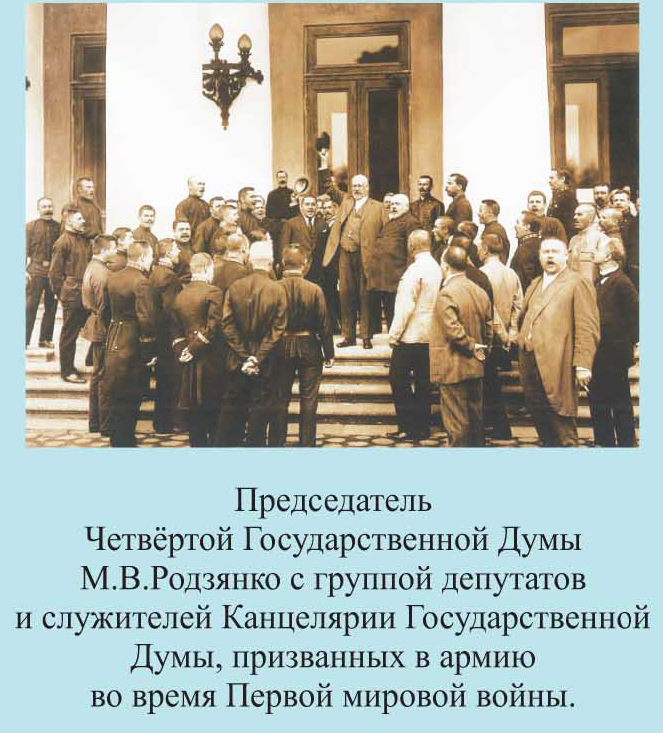 Председатель
Четвёртой Государственной Думы
М.В.Родзянко с группой депутатов
и служителей Канцелярии Государственной
Думы, призванных в армию
во время Первой мировой войны.